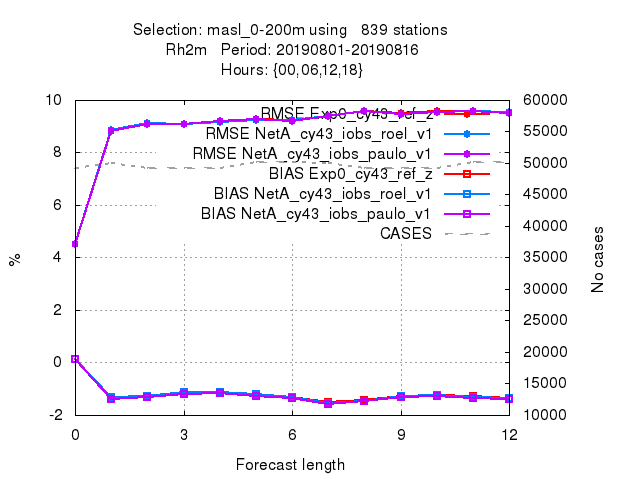 Selection: masl_0-200m using   839 stations
Rh2m   Period: 20190801-20190816
Hours: {00,06,12,18}
RMSE Exp0_cy43_ref_z
RMSE NetA_cy43_iobs_roel_v1
RMSE NetA_cy43_iobs_paulo_v1
BIAS Exp0_cy43_ref_z
BIAS NetA_cy43_iobs_roel_v1
BIAS NetA_cy43_iobs_paulo_v1
CASES
%
10
8
6
4
2
0
-2
60000
55000
50000
45000
40000
35000
30000
25000
20000
15000
10000
No cases
0 3 6 9 12
Forecast length